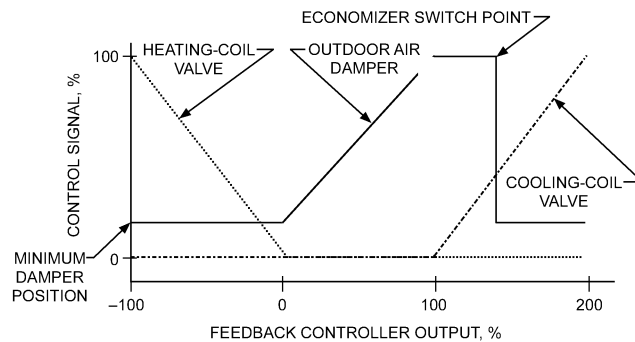 ECONOMIZER SWITCH POINT
HEATING-COIL
VALVE
OUTDOOR AIR
DAMPER
100
CONTROL SIGNAL, %
COOLING-COIL
VALVE
0
MINIMUM
DAMPER
POSITION
–100
0
100
200
FEEDBACK CONTROLLER OUTPUT, %